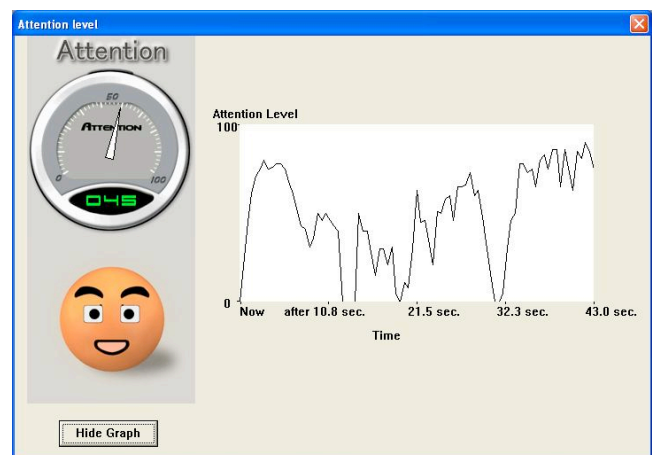 Attention level
Attention
50
ATTENTION
0
100
045
Attention Level
100
0
Now after 10.8 sec. 21.5 sec. 32.3 sec. 43.0 sec.
Time
Hide Graph